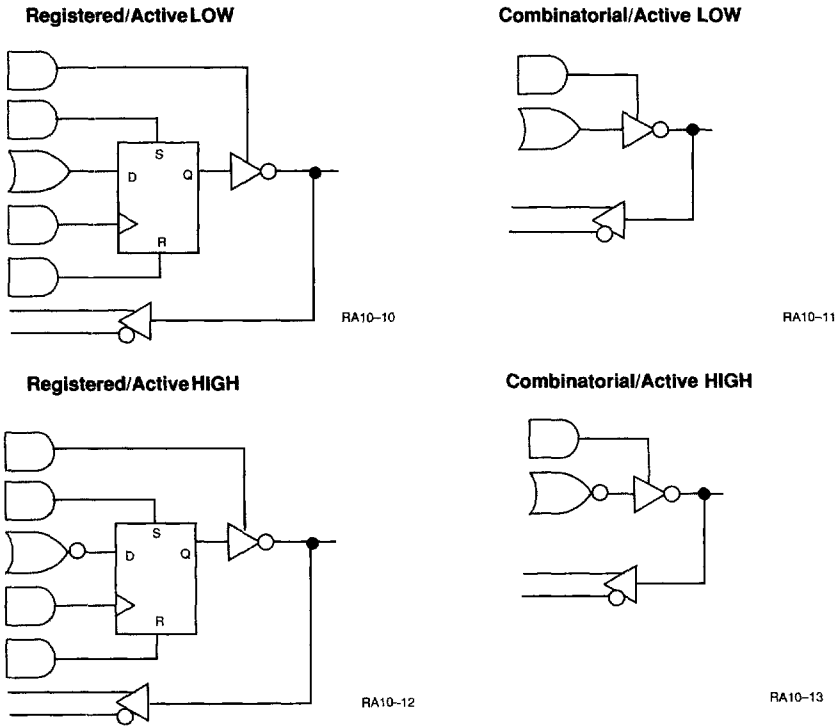 Registered/Active LOW
Combinatorial/Active LOW
S
D
Q
R
RA10–10
RA10–11
Registered/Active HIGH
Combinatorial/Active HIGH
S
D
Q
R
RA10–12
RA10–13